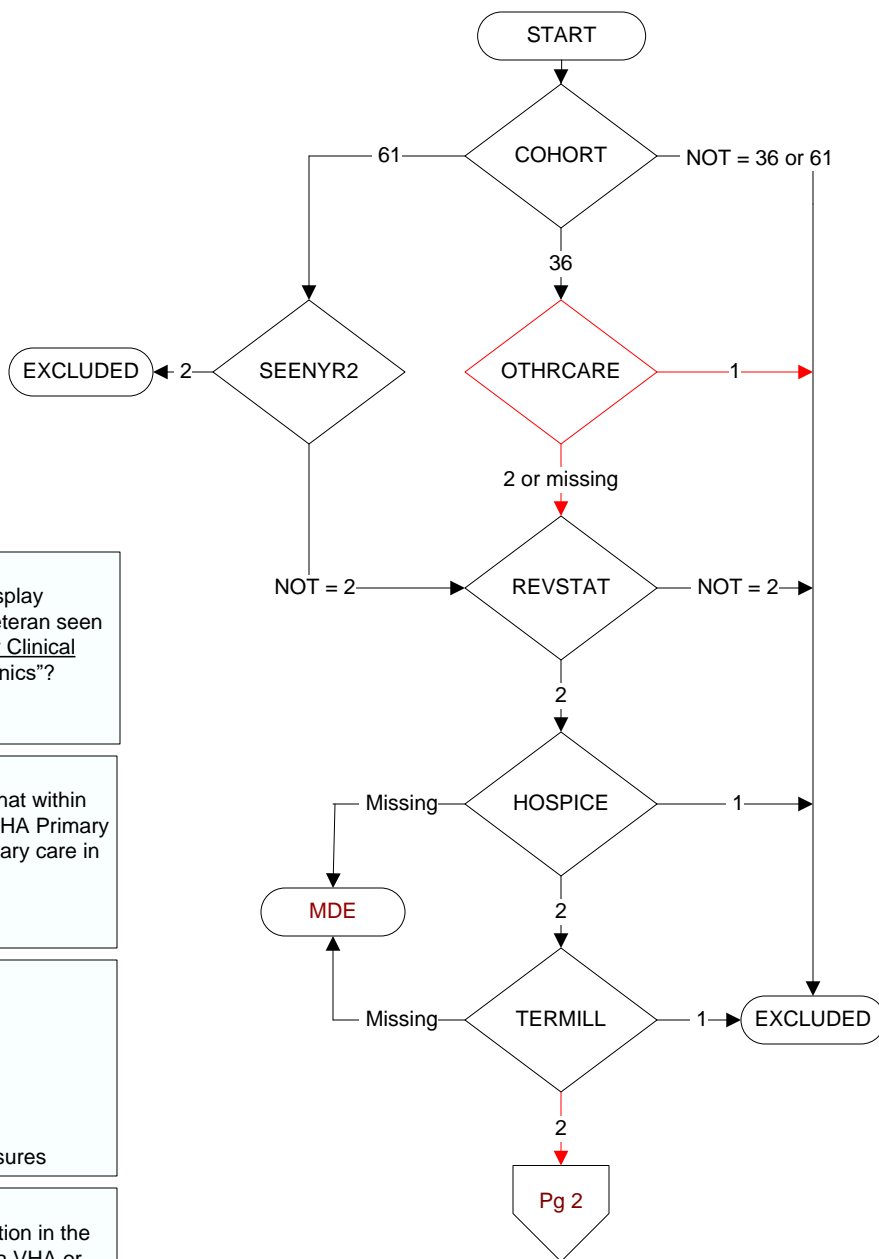 START
COHORT
61
NOT = 36 or 61
36
EXCLUDED
2
SEENYR2
OTHRCARE
1
2 or missing
NOT = 2
REVSTAT
NOT = 2
2
Missing
HOSPICE
1
MDE
2
Missing
TERMILL
1
EXCLUDED
2
Pg 2
splay
eteran seen
Clinical
nics”?
hat within
HA Primary
ary care in
sures
tion in the
VHA or